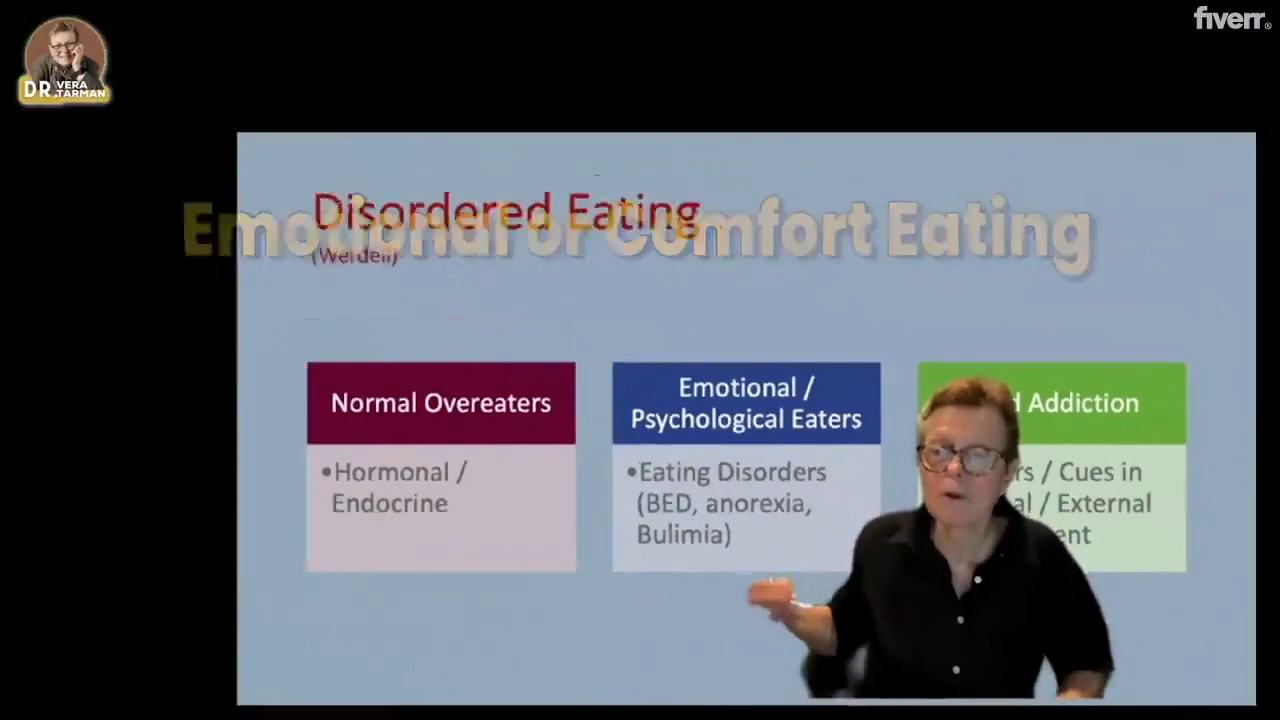 fiverr.
DR. VERA
TARMAN
Disordered Eating
Emotional or Comfort Eating
(Werdell)
Normal Overeaters
•Hormonal /
Endocrine
Emotional /
Psychological Eaters
•Eating Disorders
(BED, anorexia,
Bulimia)
Addiction
/ Cues in
/ External